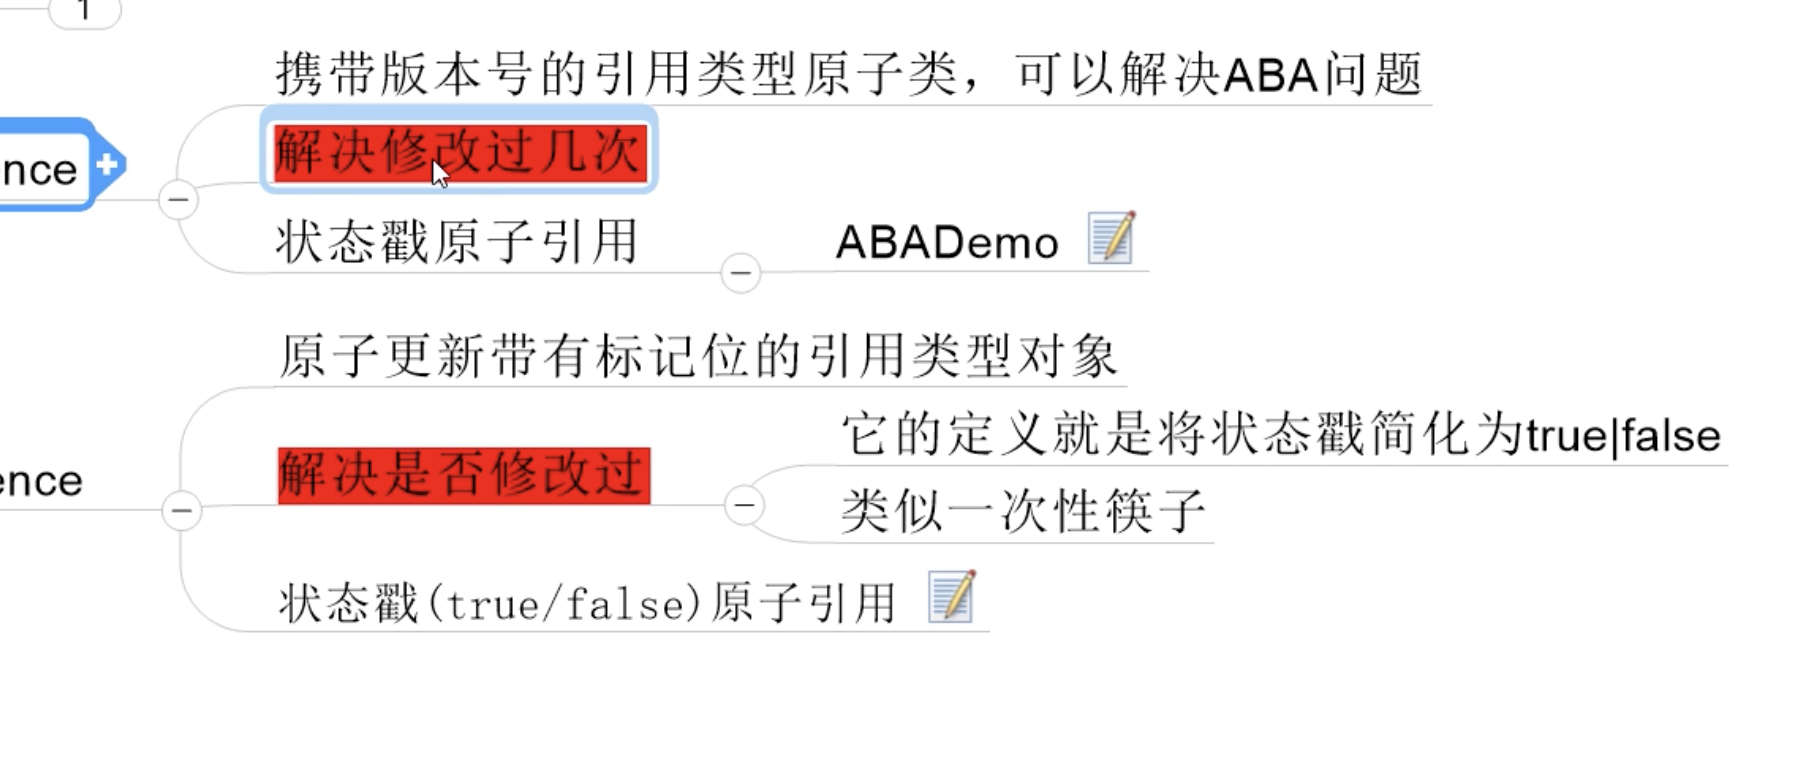 1
携带版本号的引用类型原子类，可以解决ABA问题
nce
解决修改过几次
状态戳原子引用
ABADemo
原子更新带有标记位的引用类型对象
ence
解决是否修改过
它的定义就是将状态戳简化为true|false
类似一次性筷子
状态戳(true/false)原子引用